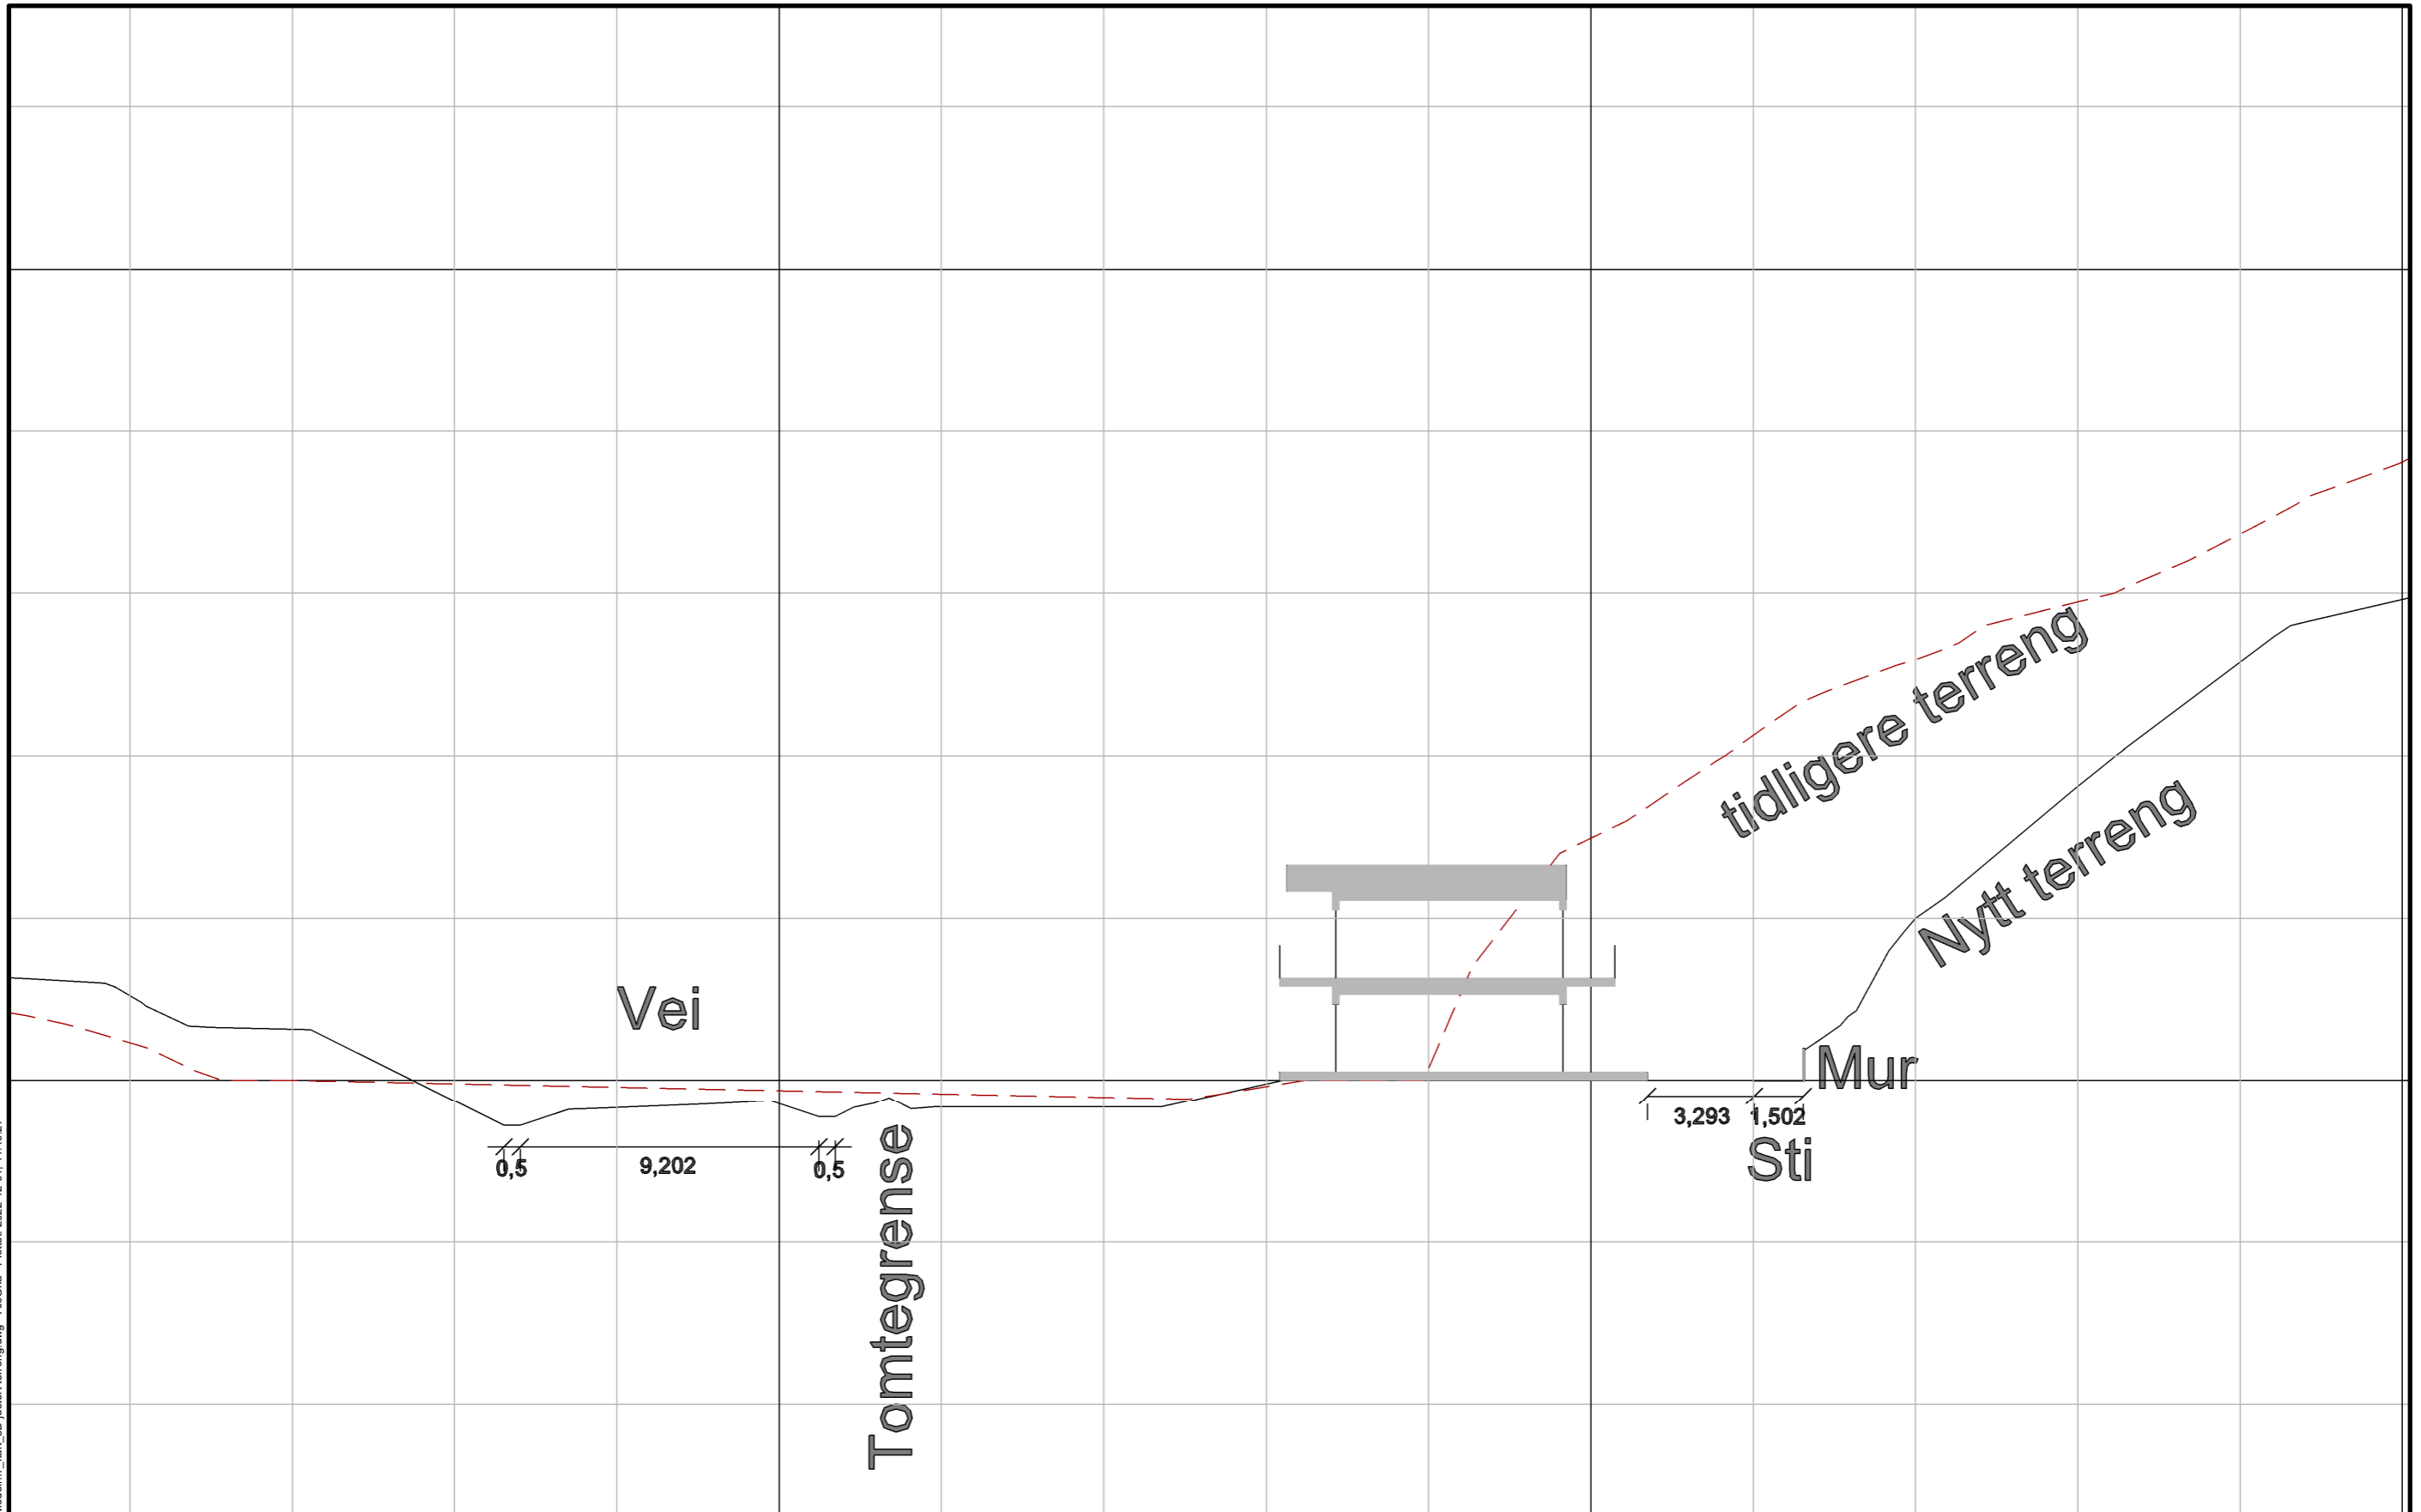 tidligere terreng
Nytt terreng
Vei
Mur
3,293
1,502
Sti
0,5
9,202
0,5
Tomtegrense